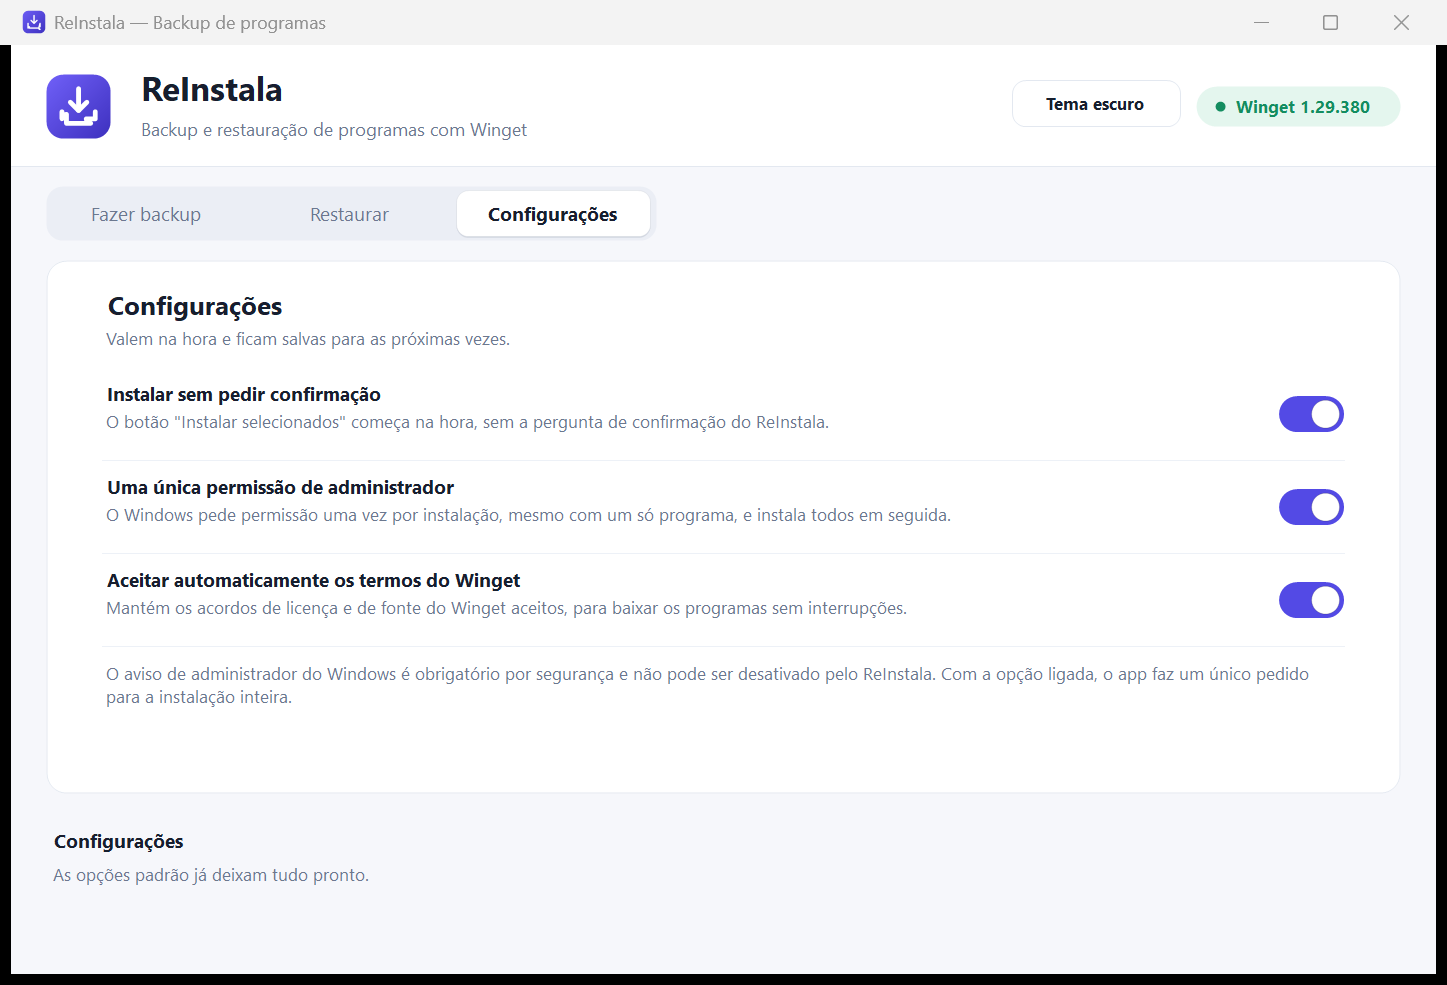 ReInstala — Backup de programas
ReInstala
Backup e restauração de programas com Winget
Tema escuro
Winget 1.29.380
Fazer backup
Restaurar
Configurações
Configurações
Valem na hora e ficam salvas para as próximas vezes.
Instalar sem pedir confirmação
O botão "Instalar selecionados" começa na hora, sem a pergunta de confirmação do ReInstala.
Uma única permissão de administrador
O Windows pede permissão uma vez por instalação, mesmo com um só programa, e instala todos em seguida.
Aceitar automaticamente os termos do Winget
Mantém os acordos de licença e de fonte do Winget aceitos, para baixar os programas sem interrupções.
O aviso de administrador do Windows é obrigatório por segurança e não pode ser desativado pelo ReInstala. Com a opção ligada, o app faz um único pedido
para a instalação inteira.
Configurações
As opções padrão já deixam tudo pronto.